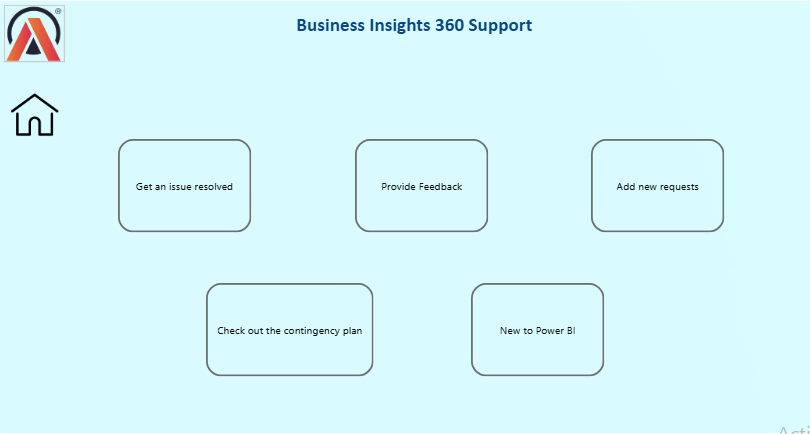 Business Insights 360 Support
Get an issue resolved
Provide Feedback
Add new requests
Check out the contingency plan
New to Power BI